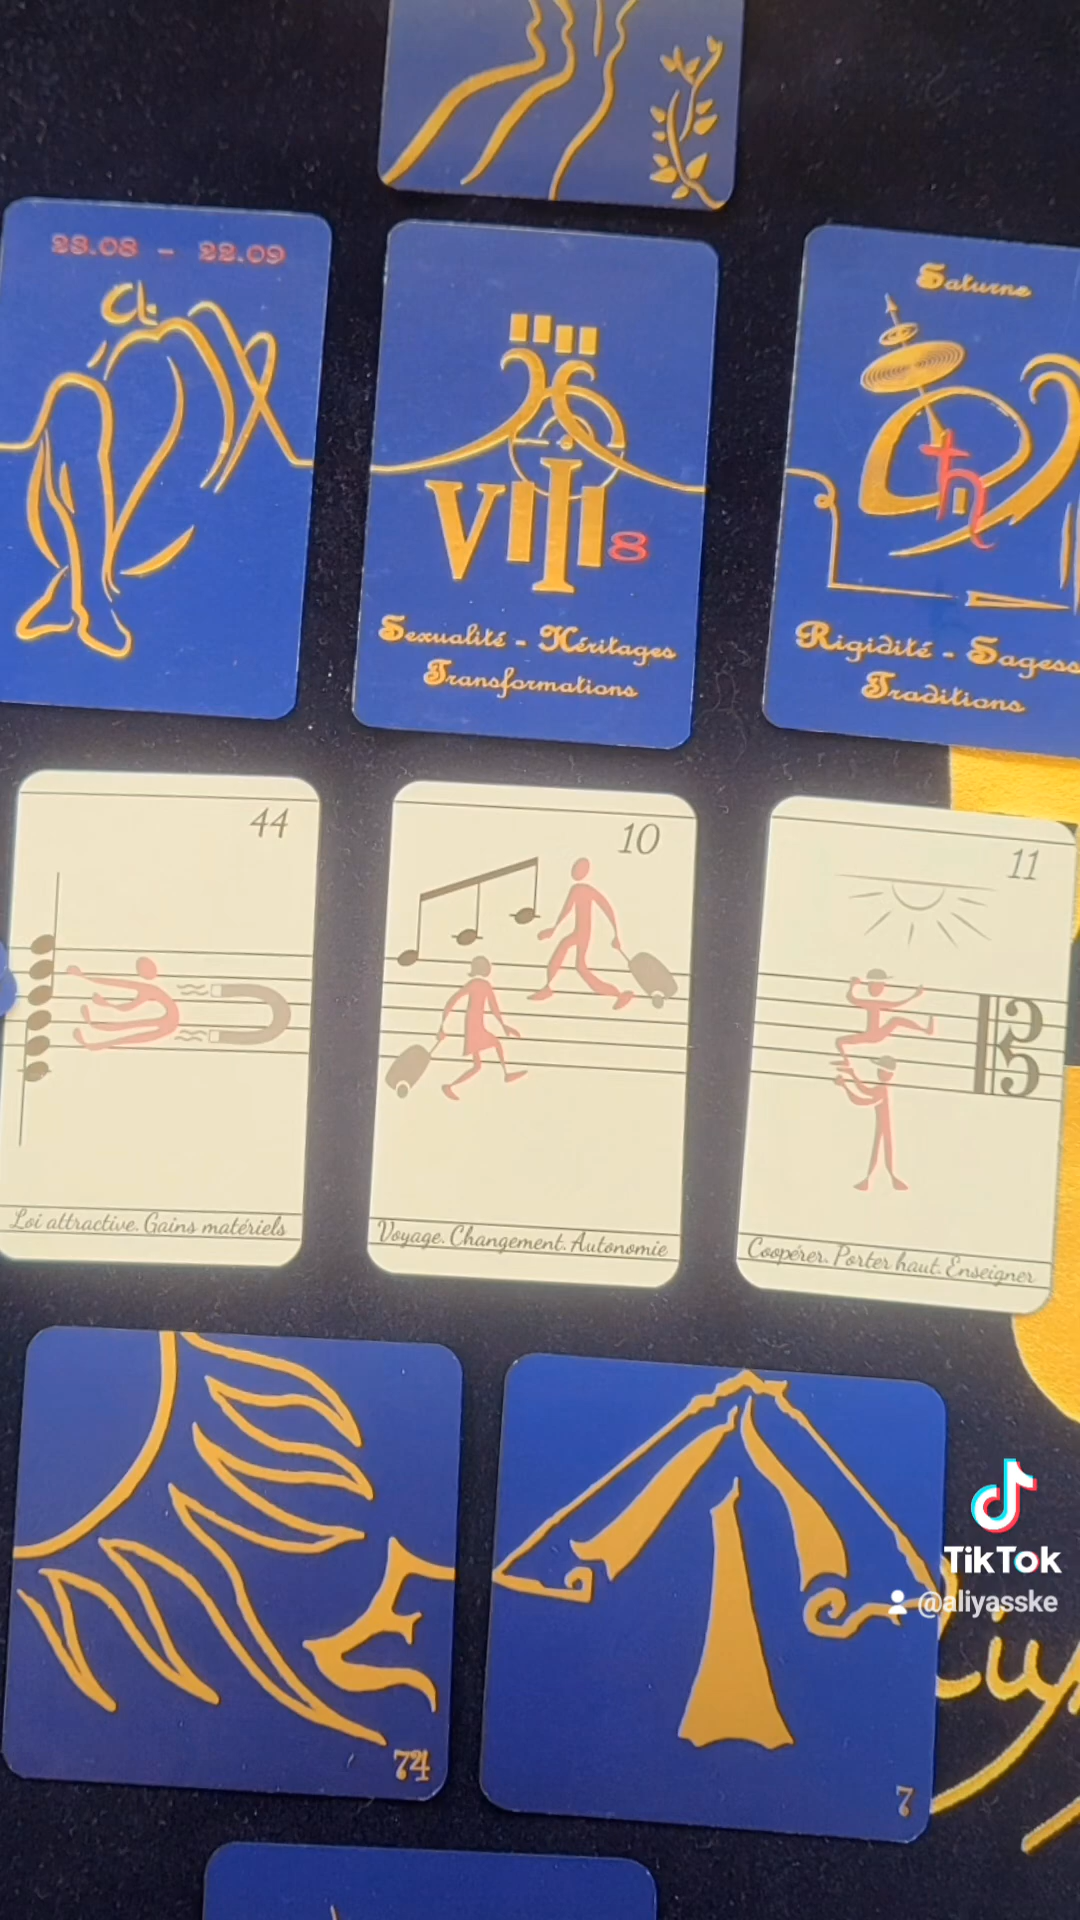 23.08 - 22.09
VIII 8
Sexualité - Héritages
Transformations
Saturne
Rigidité - Sagess
Traditions
44
Loi attractive. Gains matériels
10
Voyage. Changement. Autonomie
11
Coopérer. Porter haut. Enseigner
74
7
TikTok
@aliyasske